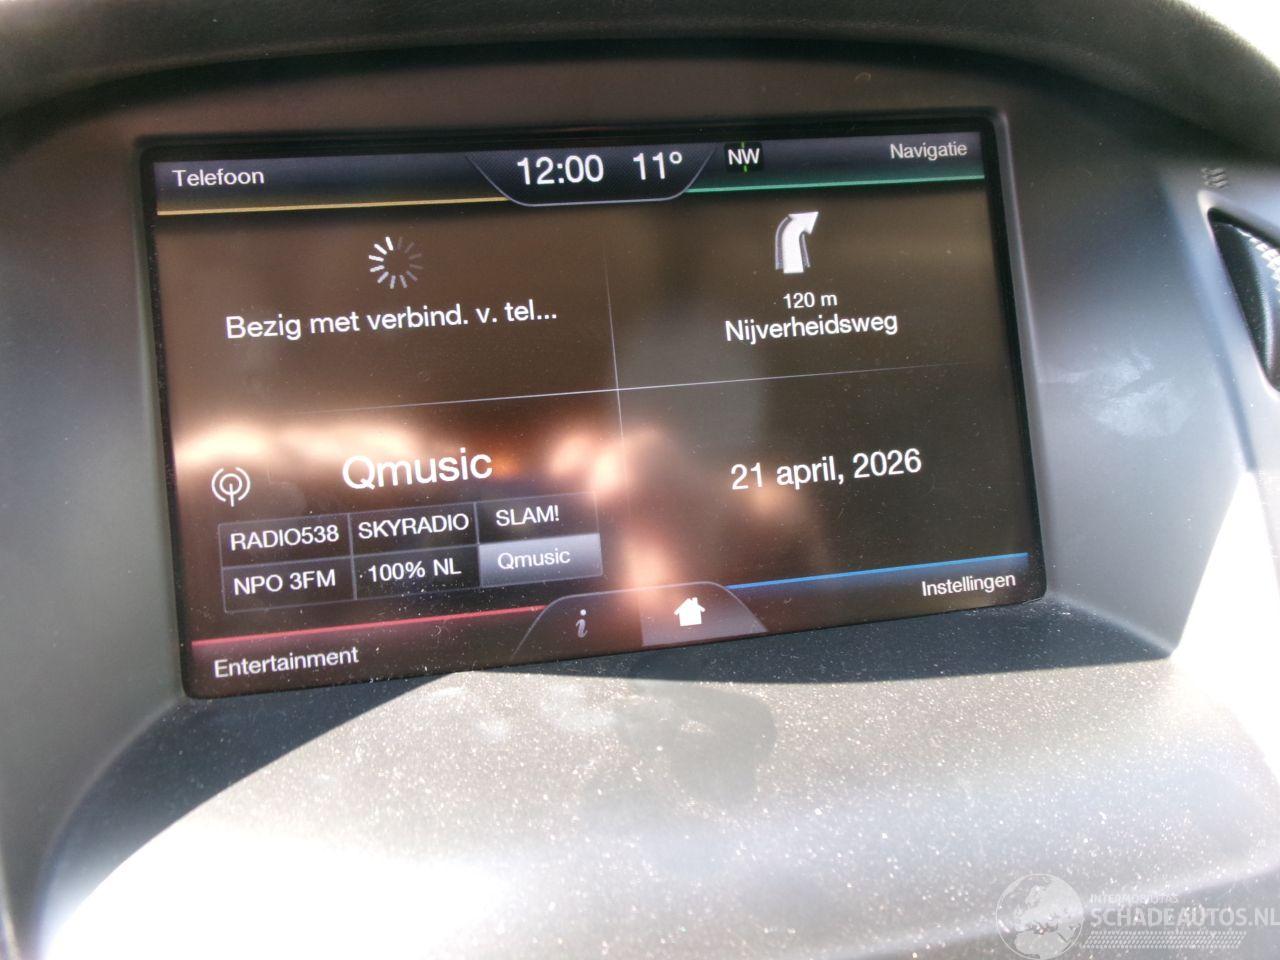 Telefoon
12:00 11°
NW
Navigatie
Bezig met verbind. v. tel...
120 m
Nijverheidsweg
Qmusic
RADIO538 SKYRADIO SLAM!
NPO 3FM 100% NL Qmusic
21 april, 2026
Entertainment
i
Instellingen
INTERMOBIITAS
SCHADEAUTOS.NL